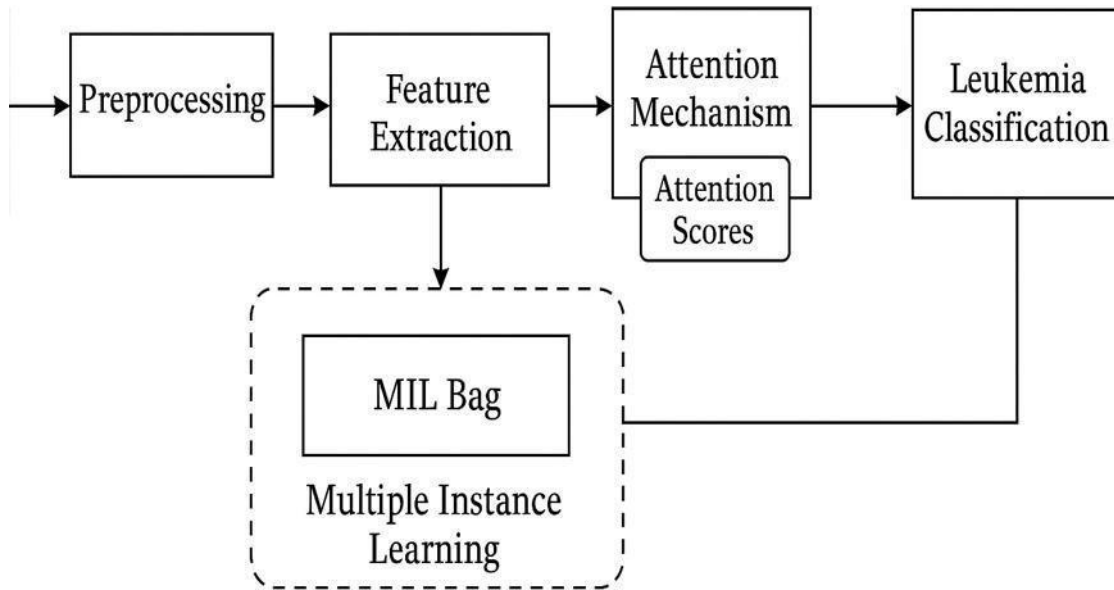 Preprocessing
Feature
Extraction
Attention
Mechanism
Attention
Scores
Leukemia
Classification
MIL Bag
Multiple Instance
Learning